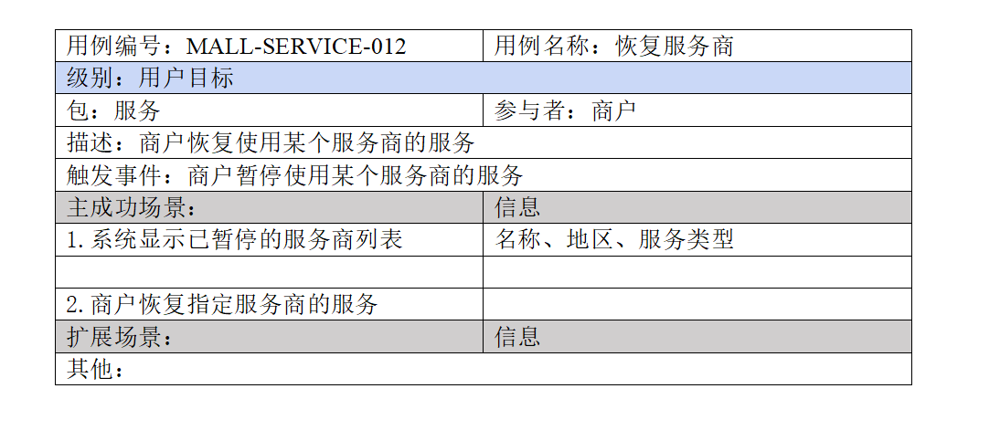 用例编号：MALL-SERVICE-012 用例名称：恢复服务商
级别：用户目标
包：服务 参与者：商户
描述：商户恢复使用某个服务商的服务
触发事件：商户暂停使用某个服务商的服务
主成功场景： 信息
1.系统显示已暂停的服务商列表 名称、地区、服务类型
2.商户恢复指定服务商的服务
扩展场景： 信息
其他：